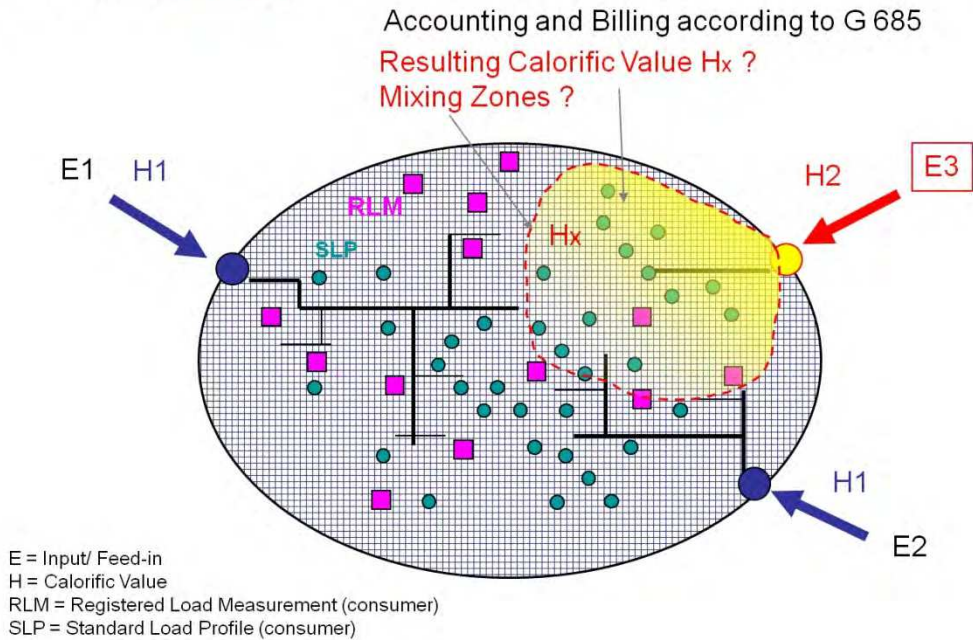 Accounting and Billing according to G 685
Resulting Calorific Value Hx ?
Mixing Zones ?
E1
H1
H2
E3
RLM
SLP
Hx
H1
E2
E = Input/ Feed-in
H = Calorific Value
RLM = Registered Load Measurement (consumer)
SLP = Standard Load Profile (consumer)